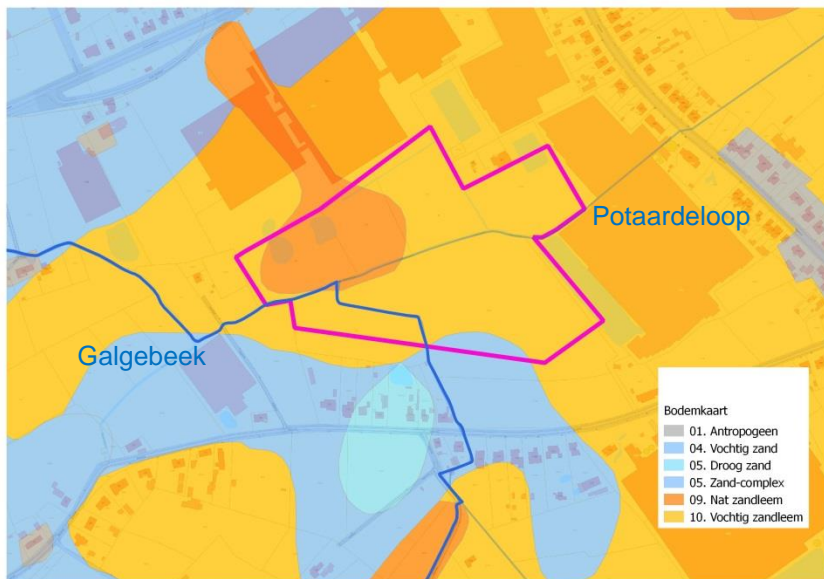 Potaardeloop
Galgebeek
Bodemkaart
01. Antropogeen
04. Vochtig zand
05. Droog zand
05. Zand-complex
09. Nat zandleem
10. Vochtig zandleem